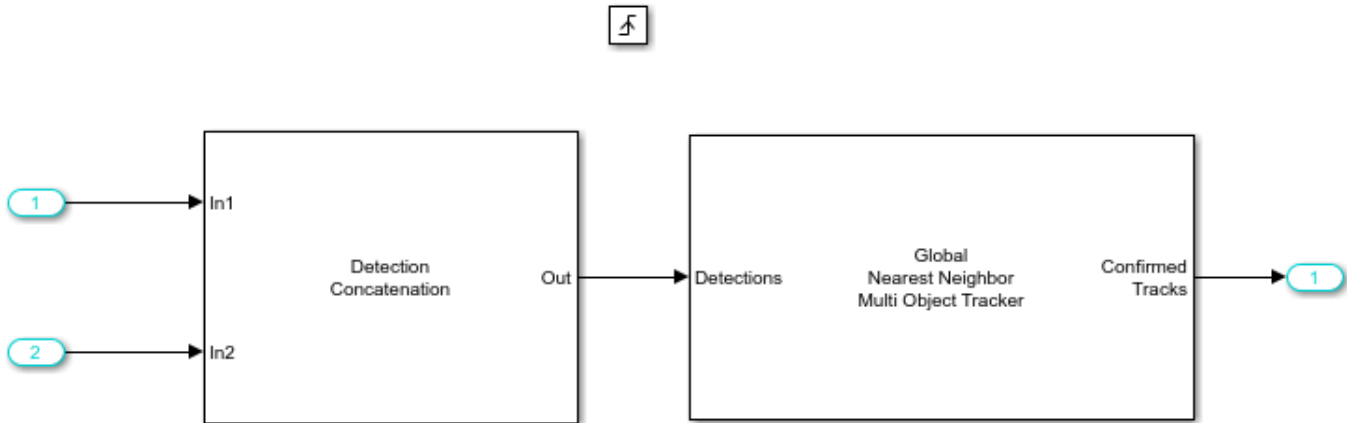 1
In1
2
In2
Detection
Concatenation
Out
Detections
Global
Nearest Neighbor
Multi Object Tracker
Confirmed
Tracks
1